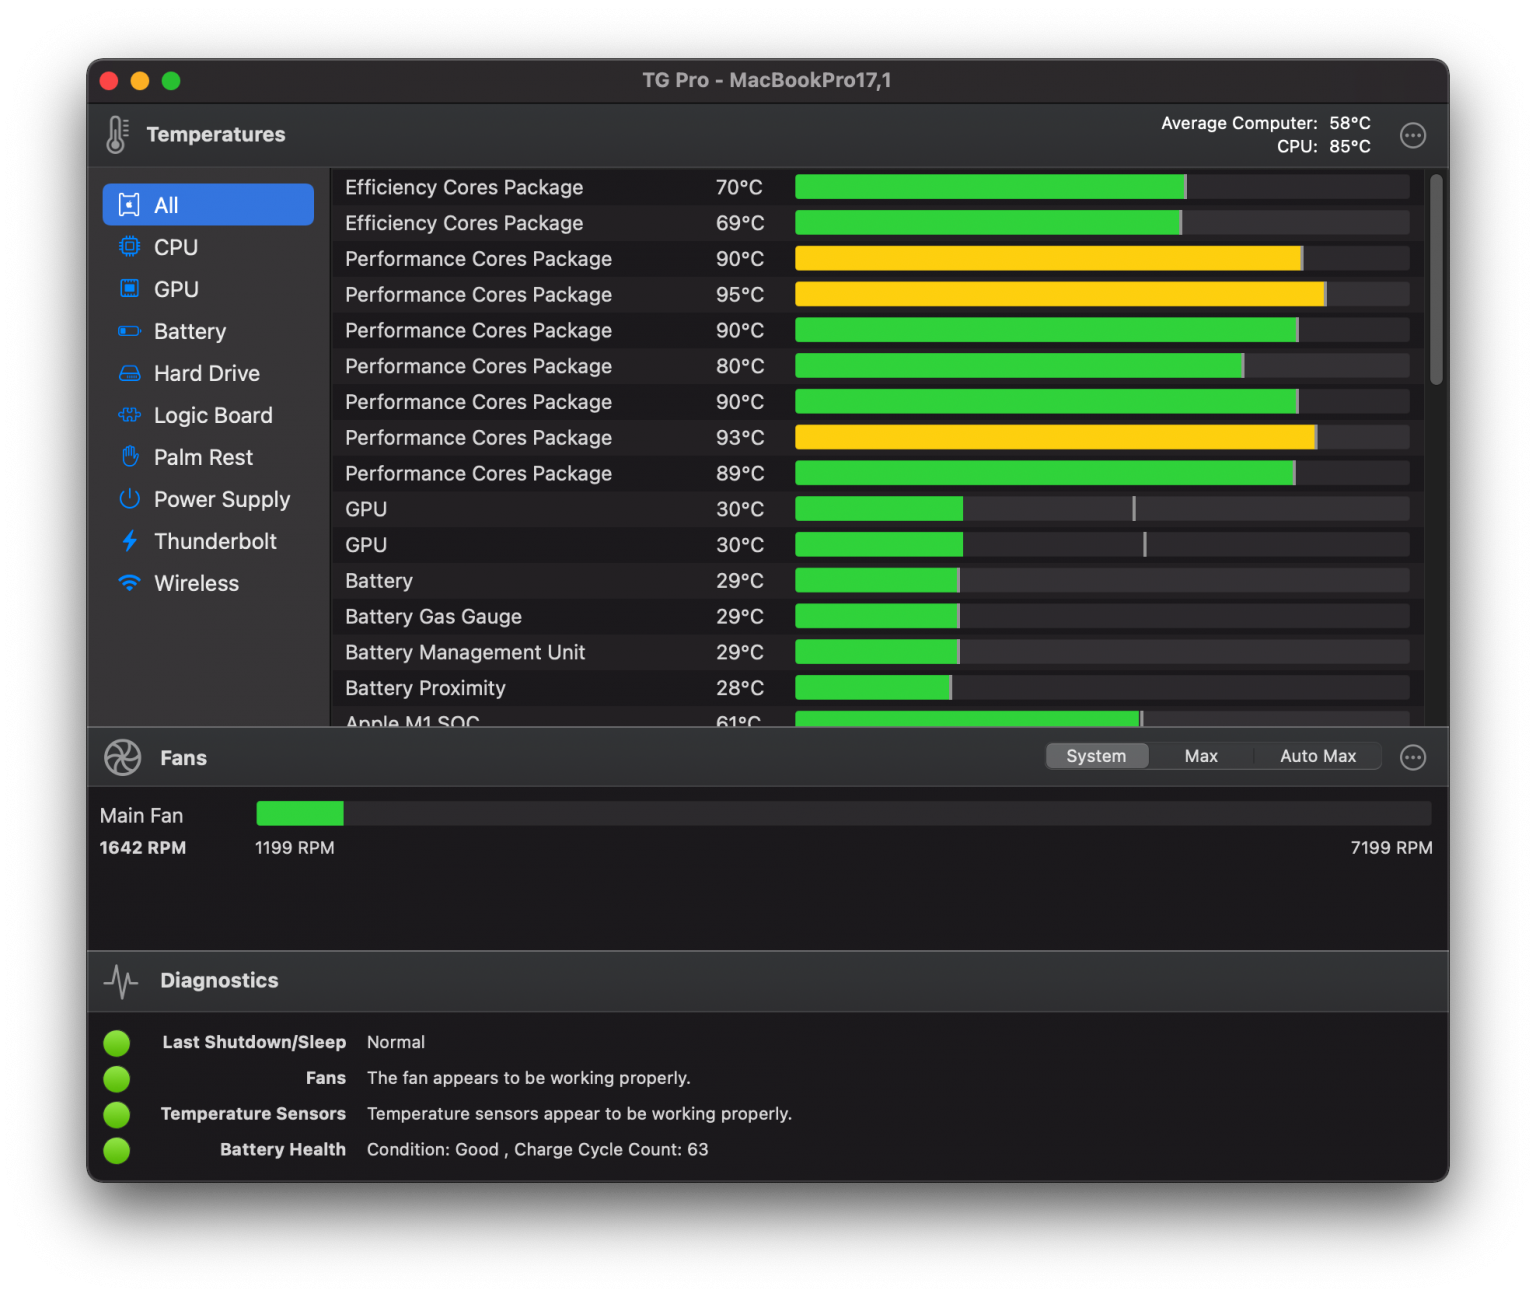 TG Pro - MacBookPro17,1
Temperatures
Average Computer: 58°C
CPU: 85°C
All
CPU
GPU
Battery
Hard Drive
Logic Board
Palm Rest
Power Supply
Thunderbolt
Wireless
Efficiency Cores Package 70°C
Efficiency Cores Package 69°C
Performance Cores Package 90°C
Performance Cores Package 95°C
Performance Cores Package 90°C
Performance Cores Package 80°C
Performance Cores Package 90°C
Performance Cores Package 93°C
Performance Cores Package 89°C
GPU 30°C
GPU 30°C
Battery 29°C
Battery Gas Gauge 29°C
Battery Management Unit 29°C
Battery Proximity 28°C
Apple M1 SOC 61°C
Fans
System Max Auto Max
Main Fan
1642 RPM 1199 RPM 7199 RPM
Diagnostics
Last Shutdown/Sleep Normal
Fans The fan appears to be working properly.
Temperature Sensors Temperature sensors appear to be working properly.
Battery Health Condition: Good , Charge Cycle Count: 63